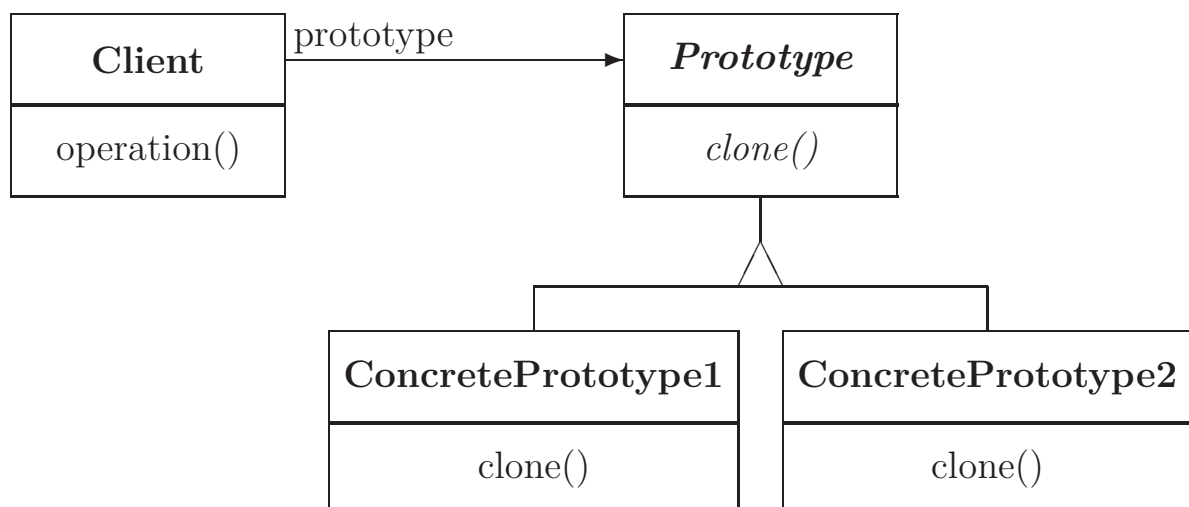 prototype
Client
Prototype
operation()
clone()
ConcretePrototype1
ConcretePrototype2
clone()
clone()